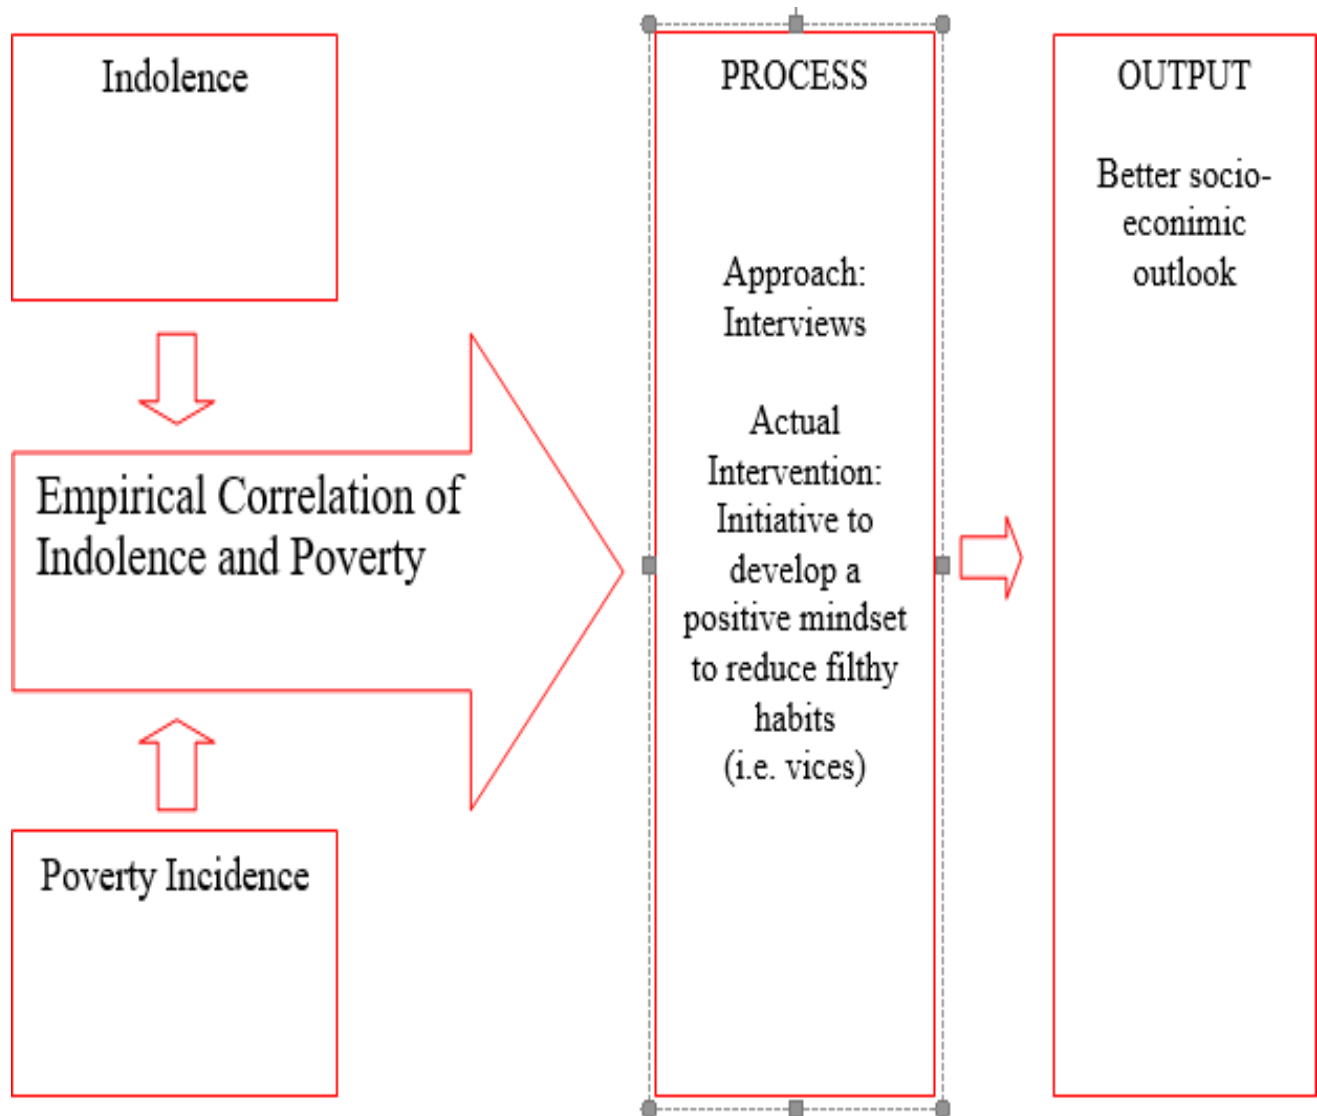 Indolence
Empirical Correlation of
Indolence and Poverty
Poverty Incidence
PROCESS
Approach:
Interviews
Actual
Intervention:
Initiative to
develop a
positive mindset
to reduce filthy
habits
(i.e. vices)
OUTPUT
Better socio-
econimic
outlook